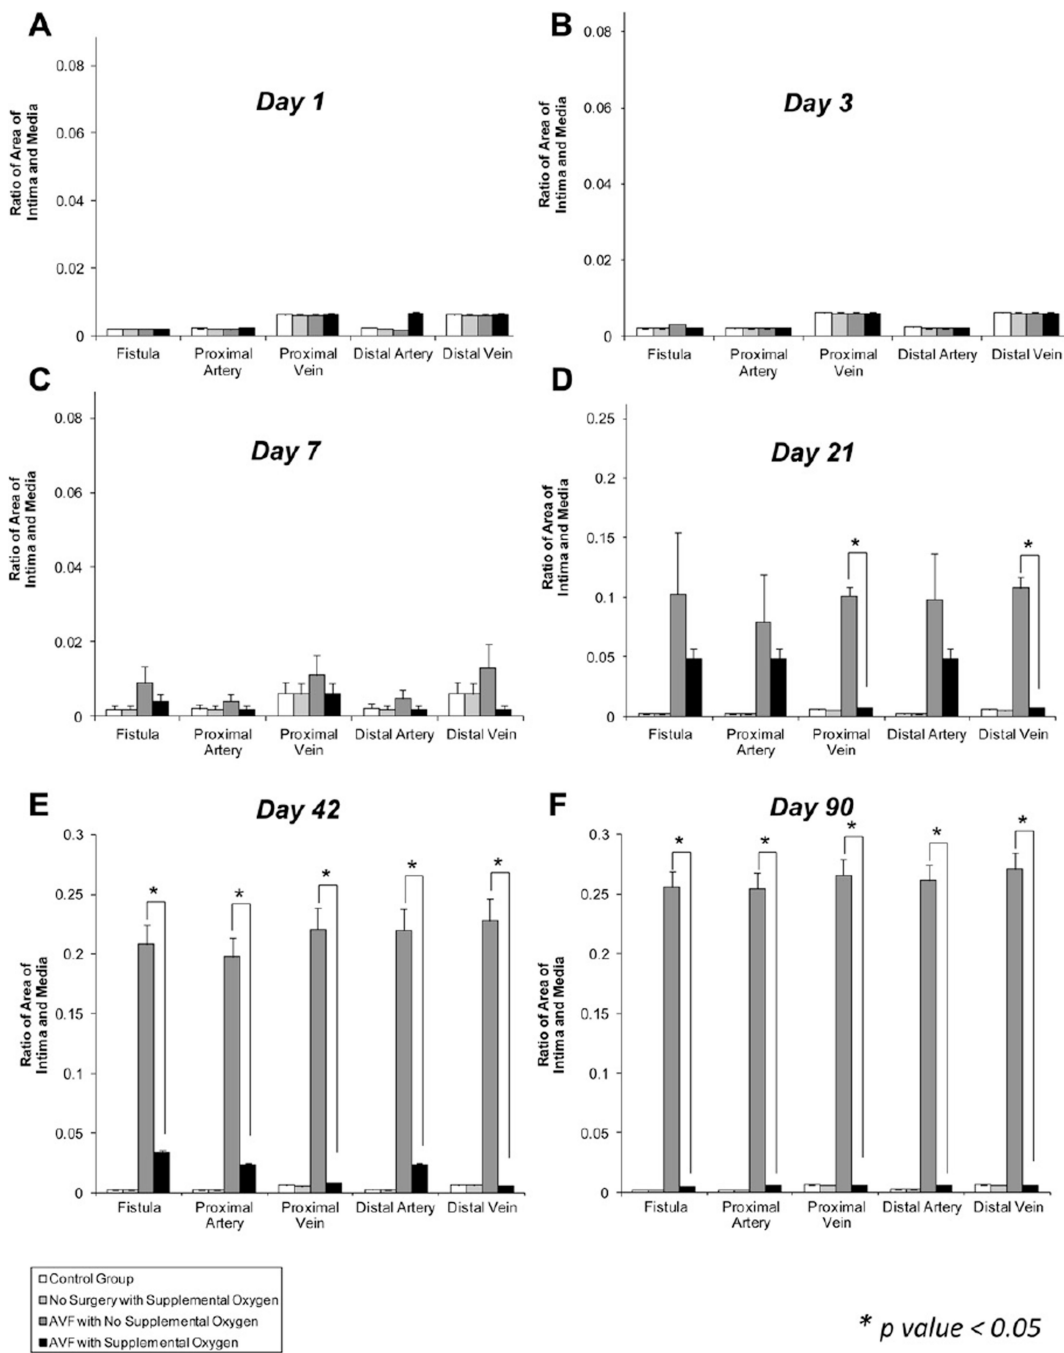 A
Day 1
Ratio of Area of
Intima and Media
0.08
0.06
0.04
0.02
0
Fistula
Proximal
Artery
Proximal
Vein
Distal Artery
Distal Vein
B
Day 3
Ratio of Area of
Intima and Media
0.08
0.06
0.04
0.02
0
Fistula
Proximal
Artery
Proximal
Vein
Distal Artery
Distal Vein
C
Day 7
Ratio of Area of
Intima and Media
0.08
0.06
0.04
0.02
0
Fistula
Proximal
Artery
Proximal
Vein
Distal Artery
Distal Vein
D
Day 21
Ratio of Area of
Intima and Media
0.25
0.2
0.15
0.1
0.05
0
*
*
Fistula
Proximal
Artery
Proximal
Vein
Distal Artery
Distal Vein
E
Day 42
Ratio of Area of
Intima and Media
0.3
0.25
0.2
0.15
0.1
0.05
0
*
*
*
*
*
Fistula
Proximal
Artery
Proximal
Vein
Distal Artery
Distal Vein
F
Day 90
Ratio of Area of
Intima and Media
0.3
0.25
0.2
0.15
0.1
0.05
0
*
*
*
*
*
Fistula
Proximal
Artery
Proximal
Vein
Distal Artery
Distal Vein
Control Group
No Surgery with Supplemental Oxygen
AVF with No Supplemental Oxygen
AVF with Supplemental Oxygen
* p value < 0.05